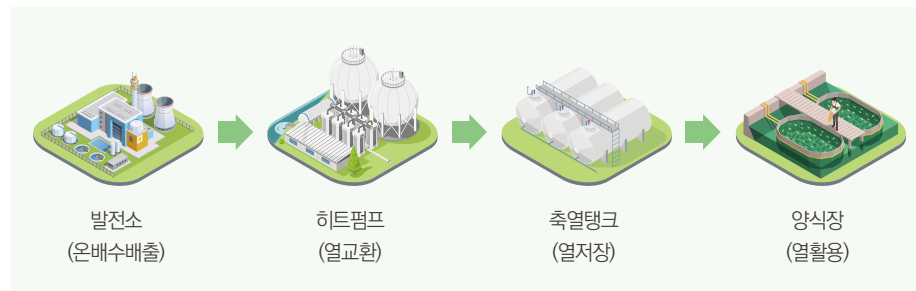 발전소
(온배수배출)
히트펌프
(열교환)
축열탱크
(열저장)
양식장
(열활용)